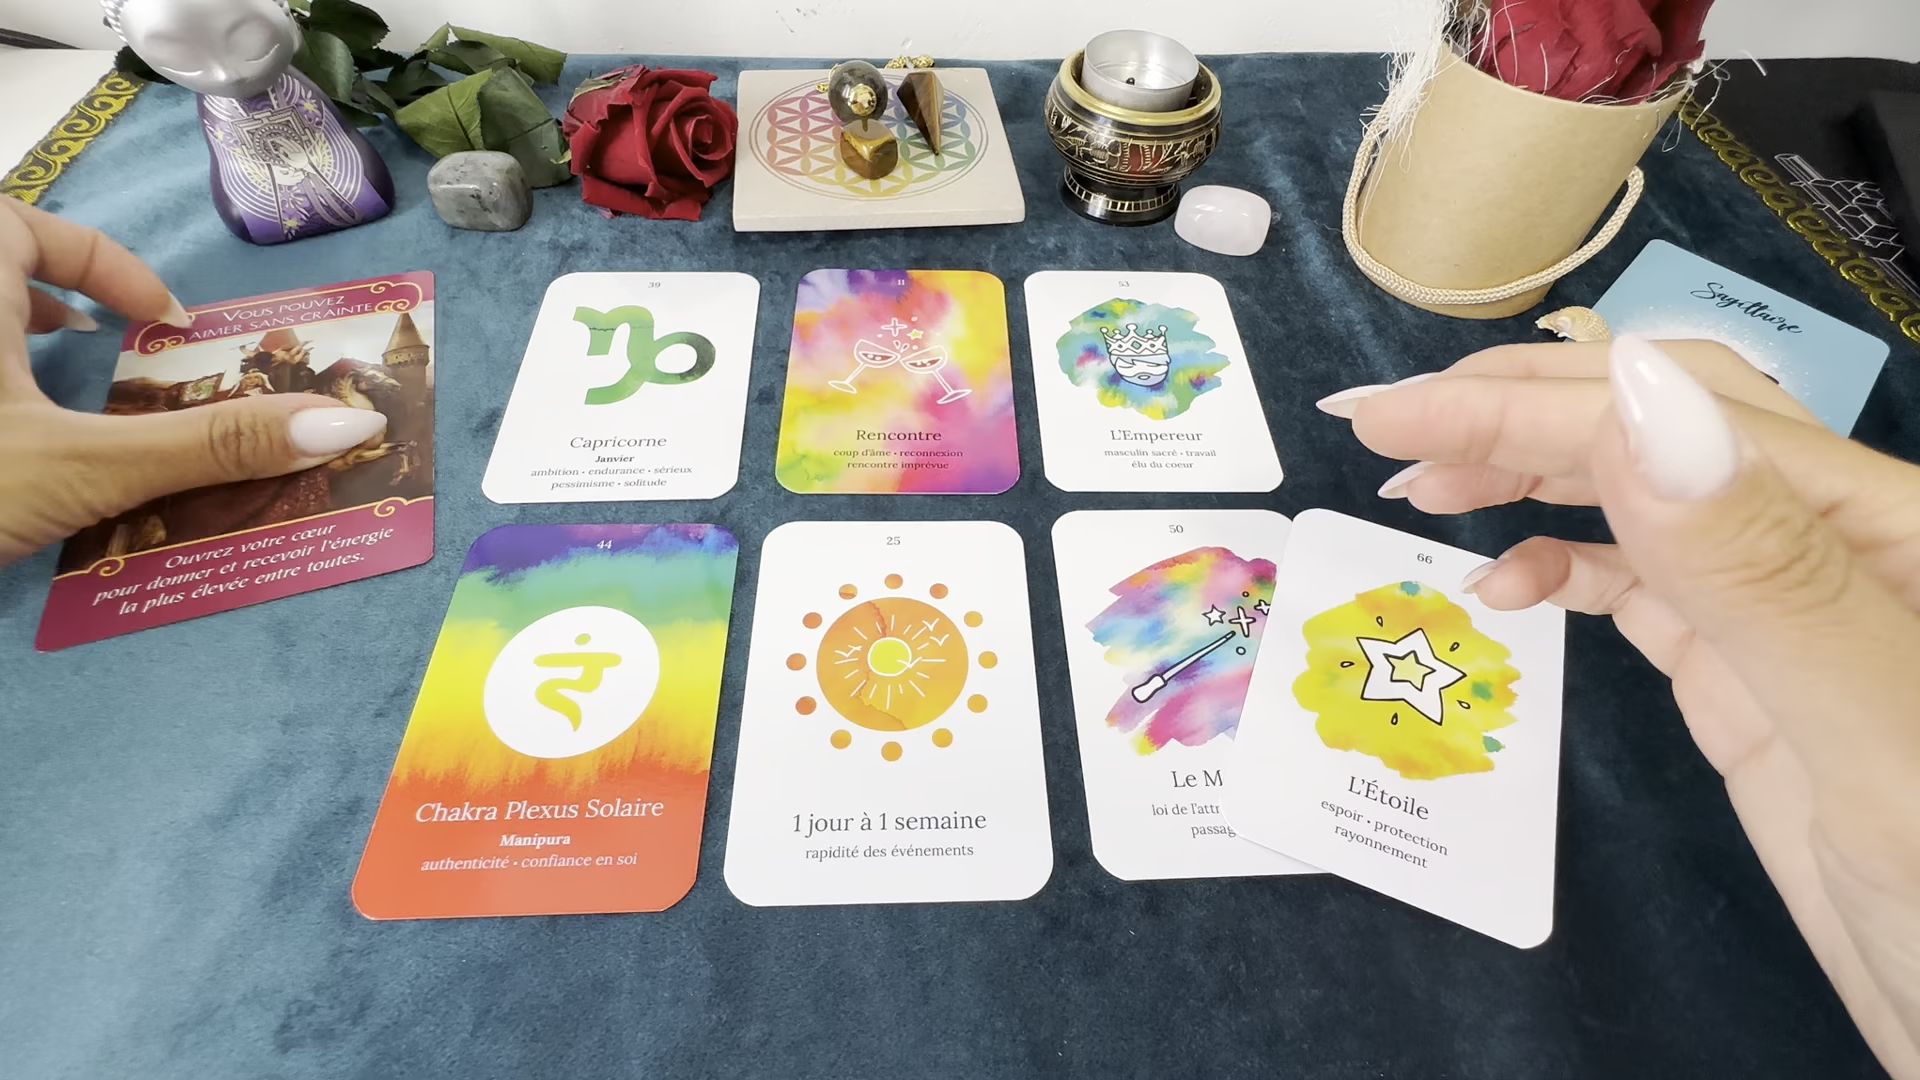 Vous pouvez
aimer sans crainte
Ouvrez votre cœur
pour donner et recevoir l'énergie
la plus élevée entre toutes.
39
Capricorne
Janvier
ambition • endurance • sérieux
pessimisme • solitude
11
Rencontre
coup d'âme • reconnexion
rencontre imprévue
53
L'Empereur
masculin sacré • travail
élu du coeur
Sagittaire
44
Chakra Plexus Solaire
Manipura
authenticité • confiance en soi
25
1 jour à 1 semaine
rapidité des événements
50
Le M
loi de l'attr
passag
66
L'Étoile
espoir • protection
rayonnement